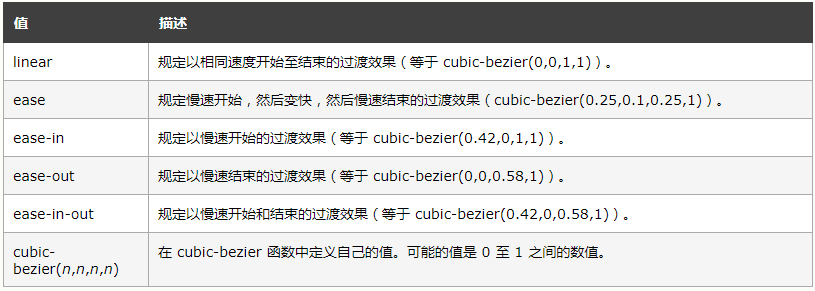 值 描述
linear 规定以相同速度开始至结束的过渡效果（等于 cubic-bezier(0,0,1,1)）。
ease 规定慢速开始，然后变快，然后慢速结束的过渡效果（cubic-bezier(0.25,0.1,0.25,1)）。
ease-in 规定以慢速开始的过渡效果（等于 cubic-bezier(0.42,0,1,1)）。
ease-out 规定以慢速结束的过渡效果（等于 cubic-bezier(0,0,0.58,1)）。
ease-in-out 规定以慢速开始和结束的过渡效果（等于 cubic-bezier(0.42,0,0.58,1)）。
cubic-
bezier(n,n,n,n) 在 cubic-bezier 函数中定义自己的值。可能的值是 0 至 1 之间的数值。